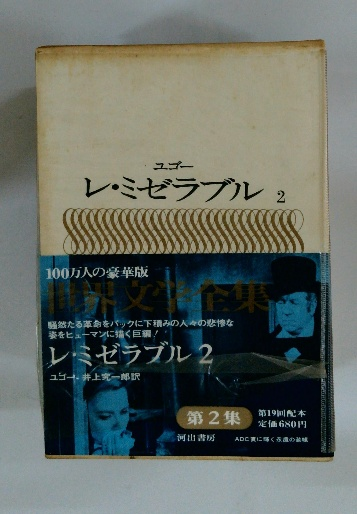 ユゴー
レ・ミゼラブル 2
100万人の豪華版
世界文学全集
騒然たる革命をバックに下積みの人々の悲惨な
姿をヒューマンに描く巨編!
レ・ミゼラブル 2
ユゴー・井上究一郎訳
第2集
第19回配本
定価680円
河出書房